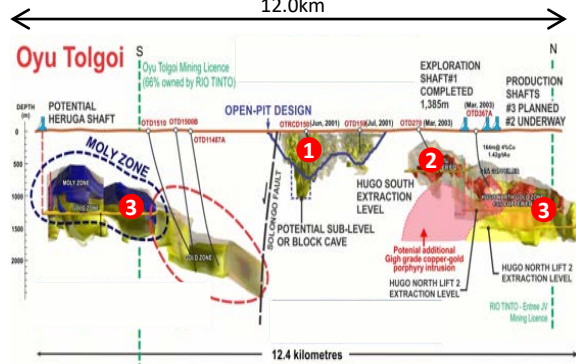 12.0km
Oyu Tolgoi
S
N
Oyu Tolgoi Mining Licence
(66% owned by RIO TINTO)
EXPLORATION
SHAFT#1
COMPLETED
1,385m
PRODUCTION
SHAFTS
#3 PLANNED
#2 UNDERWAY
DEPTH
(m)
POTENTIAL
HERUGA SHAFT
OTD1510
OTD1500B
OTD11487A
OPEN-PIT DESIGN
OTRCD150 (Jun, 2001)
OTD159 (Jul, 2001)
OTD270 (Mar, 2003)
(Mar, 2003)
OTD367A
0
500
1000
1500
2000
MOLY ZONE
MOLY ZONE
GOLD ZONE
GOLD ZONE
1
2
3
3
SOLONGO FAULT
POTENTIAL SUB-LEVEL
OR BLOCK CAVE
HUGO SOUTH
EXTRACTION
LEVEL
Potenial additional
Gigh grade copper-gold
porphyry intrusion
HUGO NORTH LIFT 2
EXTRACTION LEVEL
HUGO NORTH LIFT 2
EXTRACTION LEVEL
RIO TINTO - Entree JV
Mining Licence
12.4 kilometres